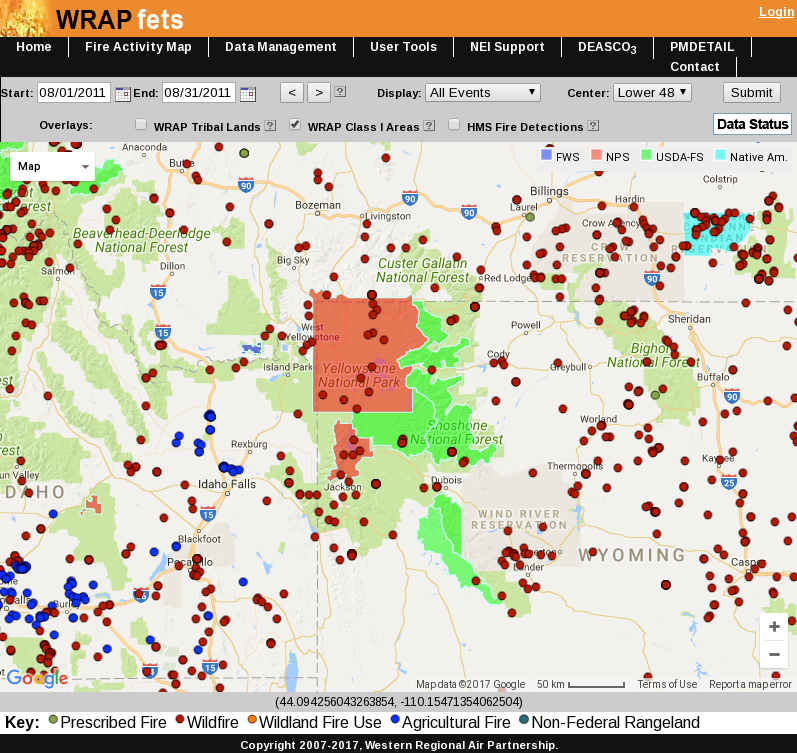 WRAP fets
Login
Home Fire Activity Map Data Management User Tools NEI Support DEASCO3 PMDETAIL
Contact
Start: 08/01/2011 End: 08/31/2011 < > ? Display: All Events Center: Lower 48 Submit
Overlays: WRAP Tribal Lands ? WRAP Class I Areas ? HMS Fire Detections ? Data Status
Map
FWS NPS USDA-FS Native Am.
Anaconda
Butte
90
Bozeman
Livingston
90
90
Billings
Laurel
Hardin
Colstrip
Forest
Beaverhead-Deerlodge
National Forest
Crow Agency
CROW
RESERVATION
RESERVATION
Salmon
Dillon
Big Sky
Custer Gallatin
National Forest
Red Lodge
90
15
15
West
Yellowstone
Powell
Sheridan
Island Park
Yellowstone
National Park
Cody
Greybull
Bighorn
National Forest
Buffalo
90
Rexburg
Shoshone
National Forest
Worland
Idaho Falls
Jackson
Dubois
Thermopolis
Kaycee
25
15
WIND RIVER
RESERVATION
Blackfoot
Pocatello
Lander
WYOMING
Casper
Burley
15
15
Google
Map data ©2017 Google 50 km Terms of Use Report a map error
+
−
(44.094256043263854, -110.15471354062504)
Key: Prescribed Fire Wildfire Wildland Fire Use Agricultural Fire Non-Federal Rangeland
Copyright 2007-2017, Western Regional Air Partnership.